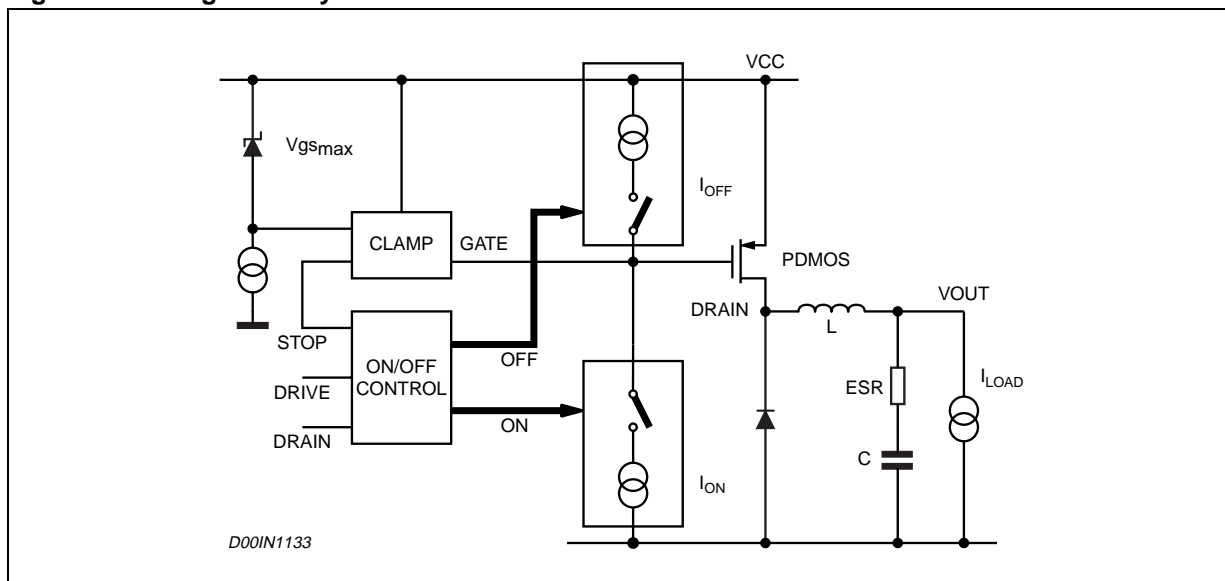 VCC
Vgsmax
IOFF
CLAMP
GATE
PDMOS
DRAIN
VOUT
L
STOP
OFF
ON/OFF
CONTROL
DRIVE
ESR
ILOAD
DRAIN
ON
C
ION
D00IN1133